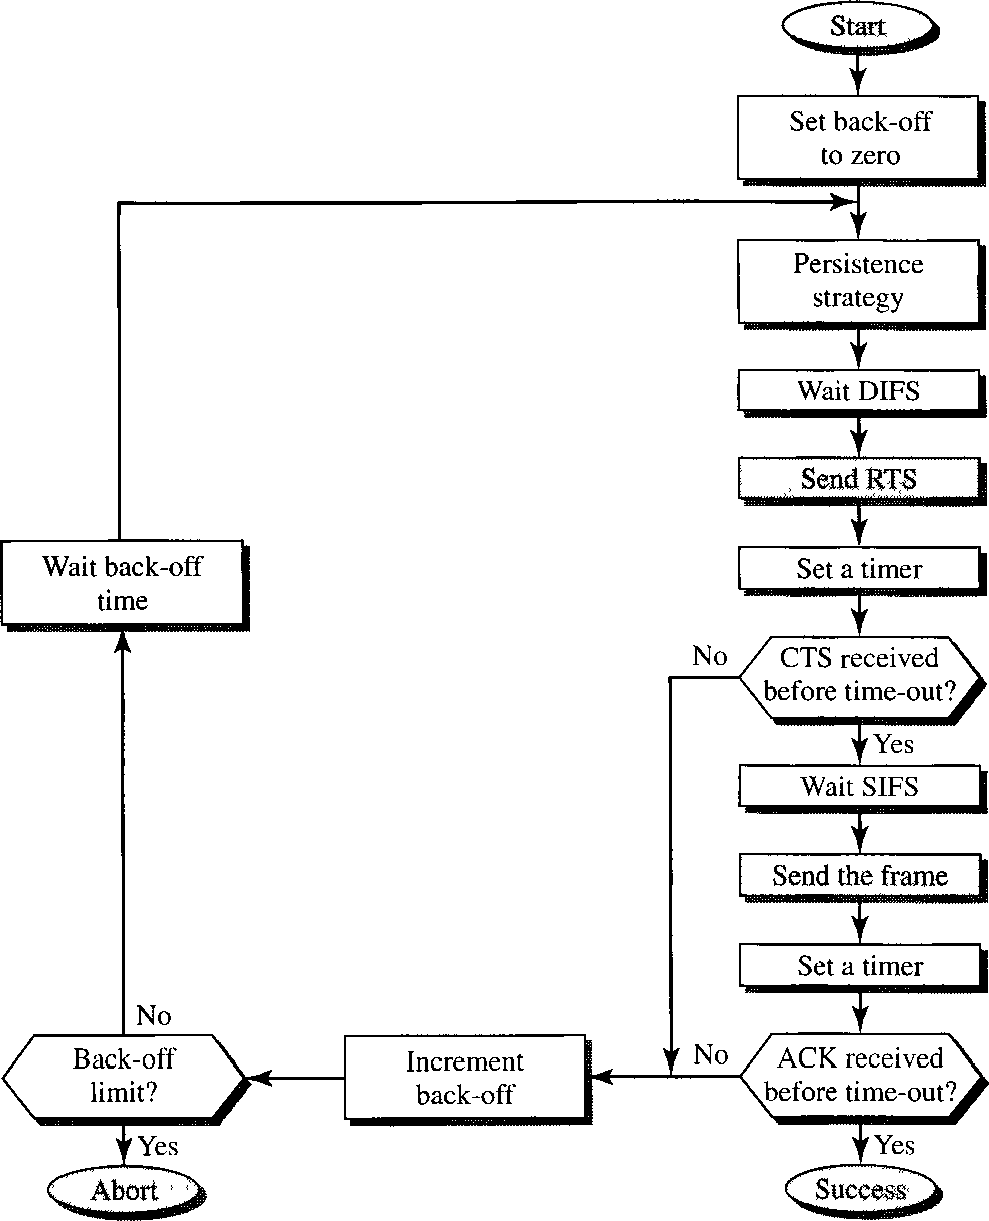 Start
Set back-off
to zero
Persistence
strategy
Wait DIFS
Send RTS
Set a timer
Wait back-off
time
No
CTS received
before time-out?
Yes
Wait SIFS
Send the frame
Set a timer
No
Back-off
limit?
Increment
back-off
No
ACK received
before time-out?
Yes
Abort
Yes
Success